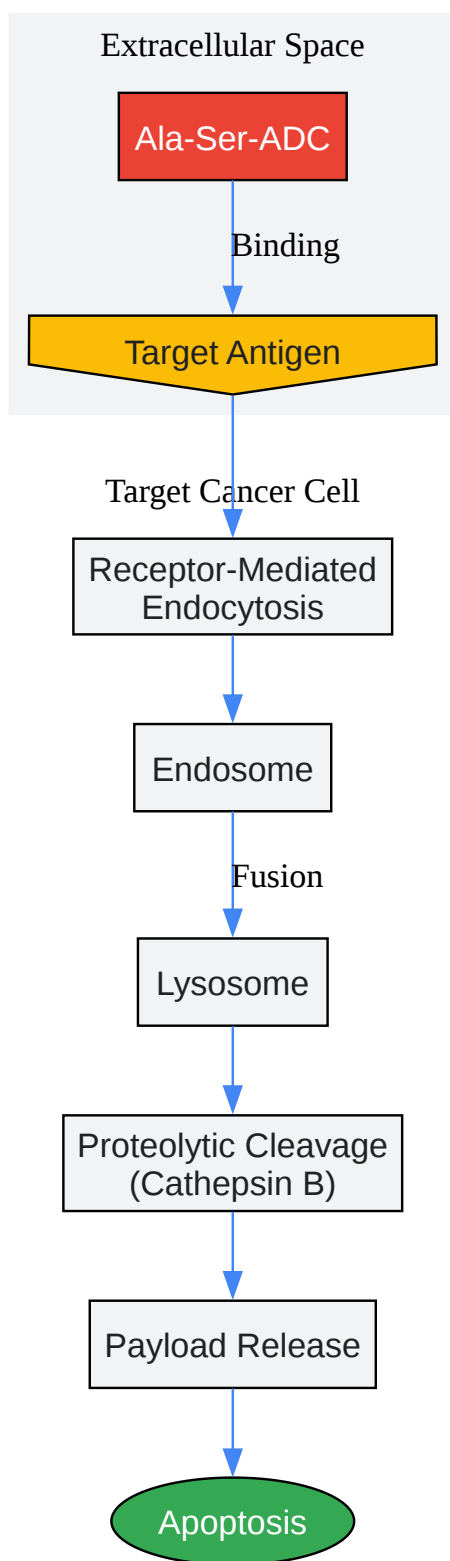 Extracellular Space
Ala-Ser-ADC
Binding
Target Antigen
Target Cancer Cell
Receptor-Mediated
Endocytosis
Endosome
Fusion
Lysosome
Proteolytic Cleavage
(Cathepsin B)
Payload Release
Apoptosis